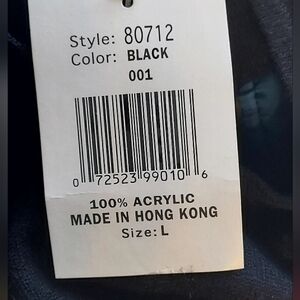 Style: 80712
Color: BLACK
001
0 72523 99010 6
100% ACRYLIC
MADE IN HONG KONG
Size: L